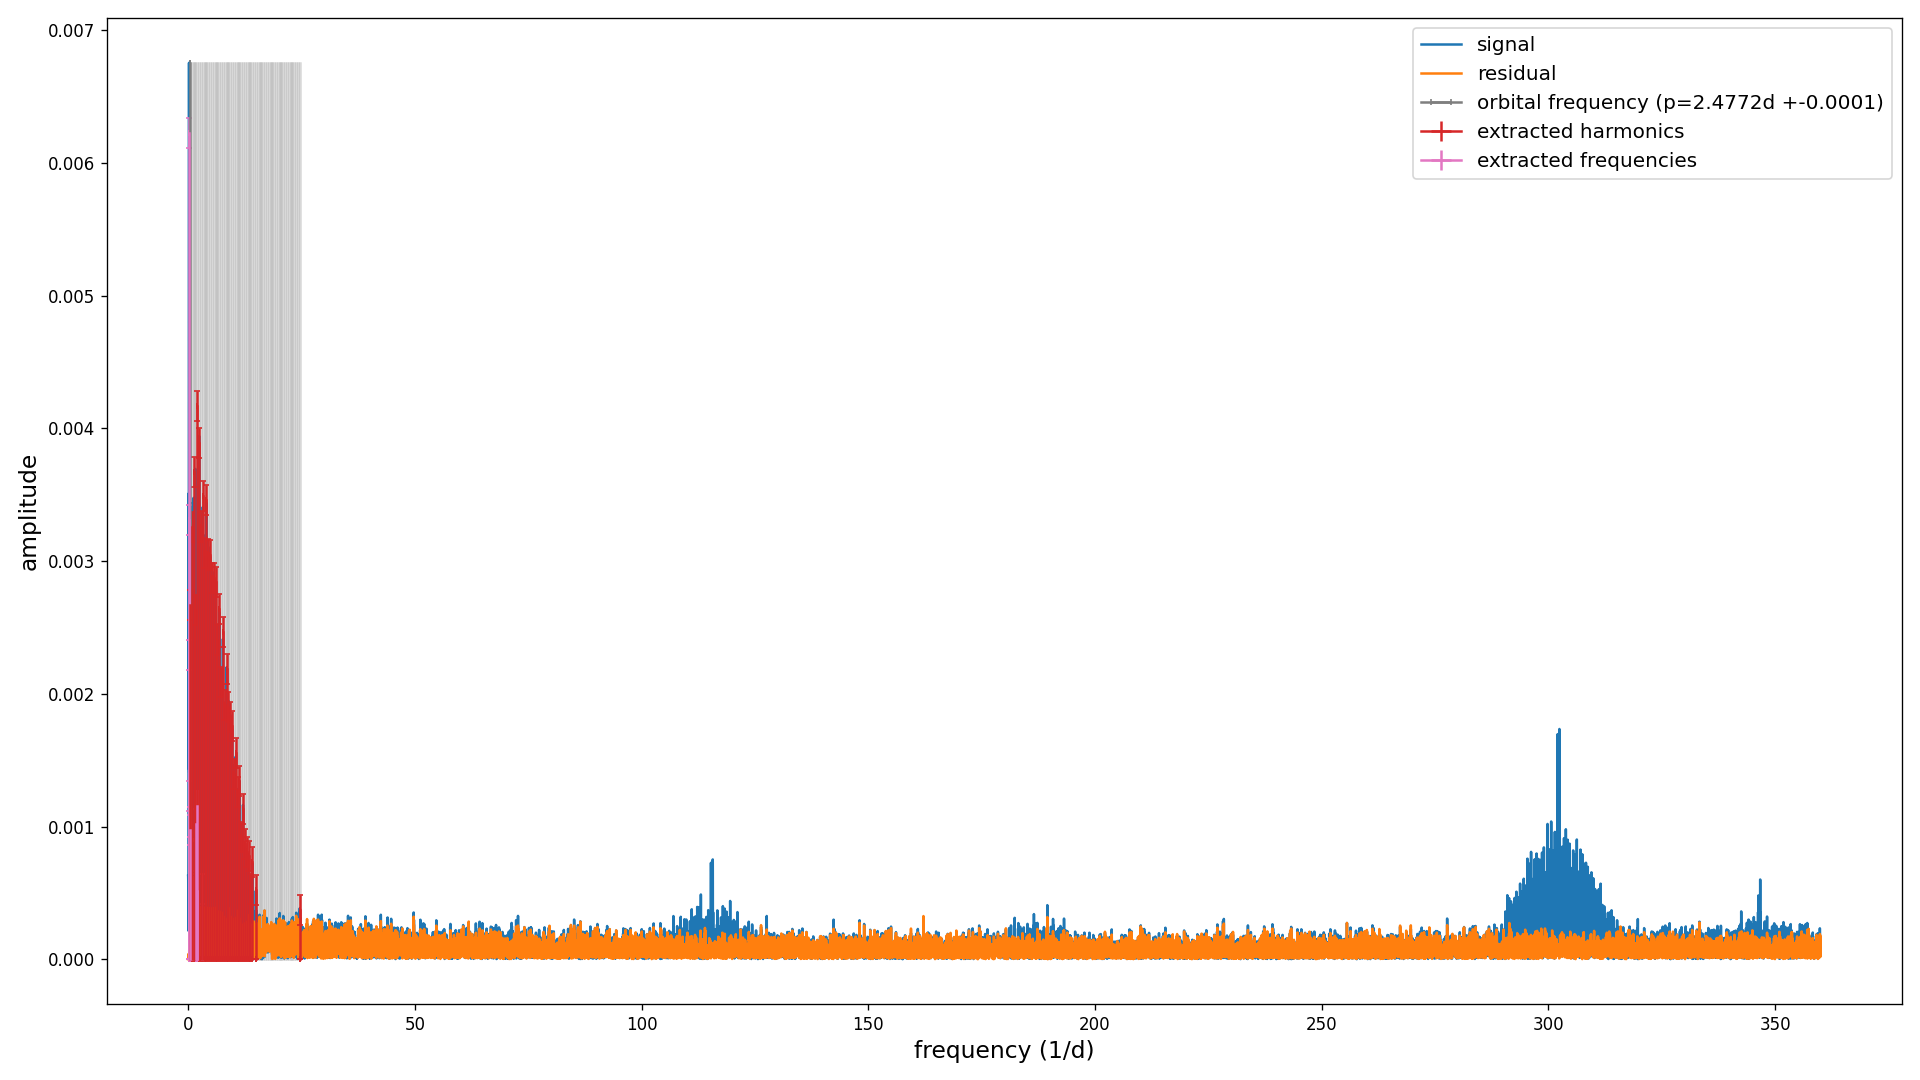 0.007
0.006
0.005
0.004
0.003
0.002
0.001
0.000
amplitude
0
50
100
150
200
250
300
350
frequency (1/d)
signal
residual
orbital frequency (p=2.4772d +-0.0001)
extracted harmonics
extracted frequencies